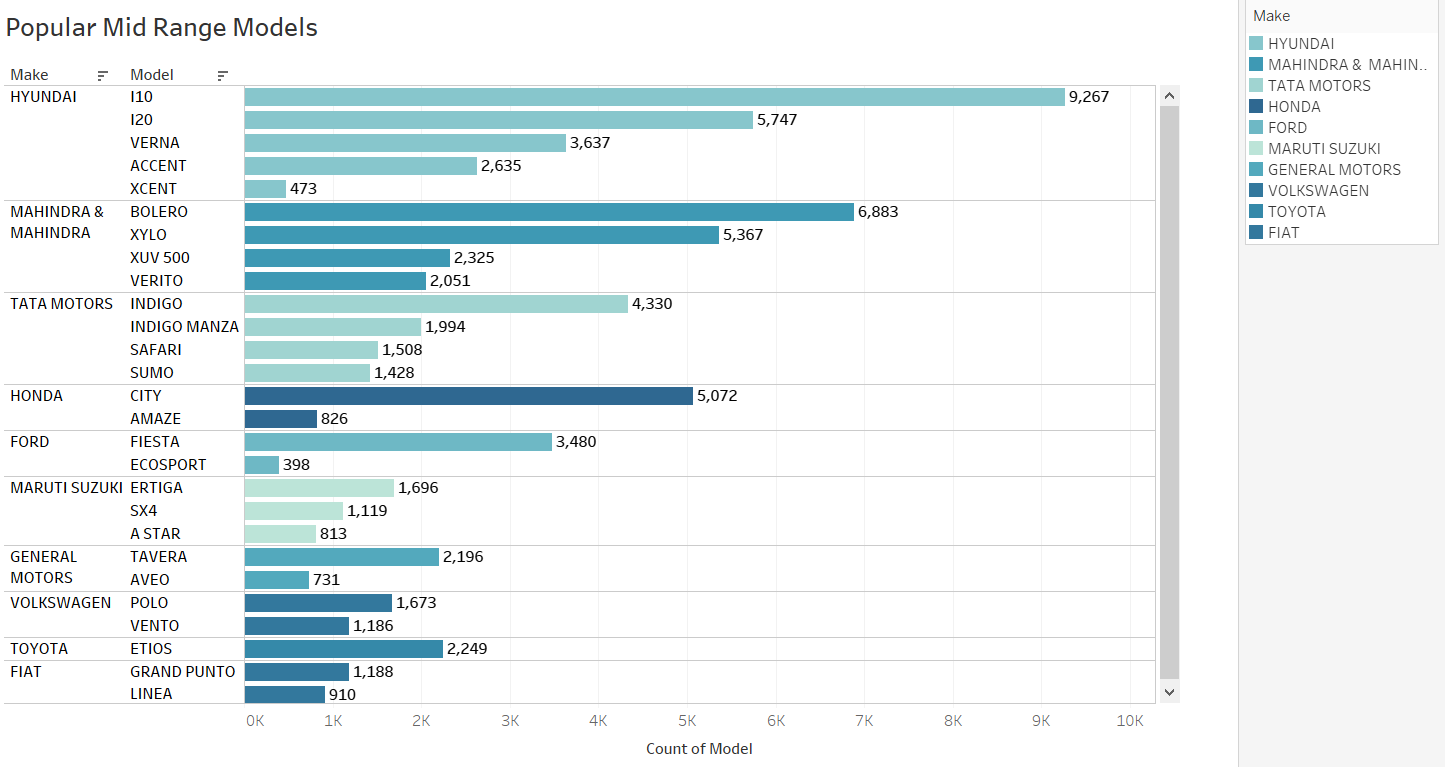 Popular Mid Range Models
Make Model
HYUNDAI I10 9,267
I20 5,747
VERNA 3,637
ACCENT 2,635
XCENT 473
MAHINDRA & BOLERO 6,883
MAHINDRA XYLO 5,367
XUV 500 2,325
VERITO 2,051
TATA MOTORS INDIGO 4,330
INDIGO MANZA 1,994
SAFARI 1,508
SUMO 1,428
HONDA CITY 5,072
AMAZE 826
FORD FIESTA 3,480
ECOSPORT 398
MARUTI SUZUKI ERTIGA 1,696
SX4 1,119
A STAR 813
GENERAL TAVERA 2,196
MOTORS AVEO 731
VOLKSWAGEN POLO 1,673
VENTO 1,186
TOYOTA ETIOS 2,249
FIAT GRAND PUNTO 1,188
LINEA 910
0K 1K 2K 3K 4K 5K 6K 7K 8K 9K 10K
Count of Model
Make
HYUNDAI
MAHINDRA & MAHIN..
TATA MOTORS
HONDA
FORD
MARUTI SUZUKI
GENERAL MOTORS
VOLKSWAGEN
TOYOTA
FIAT